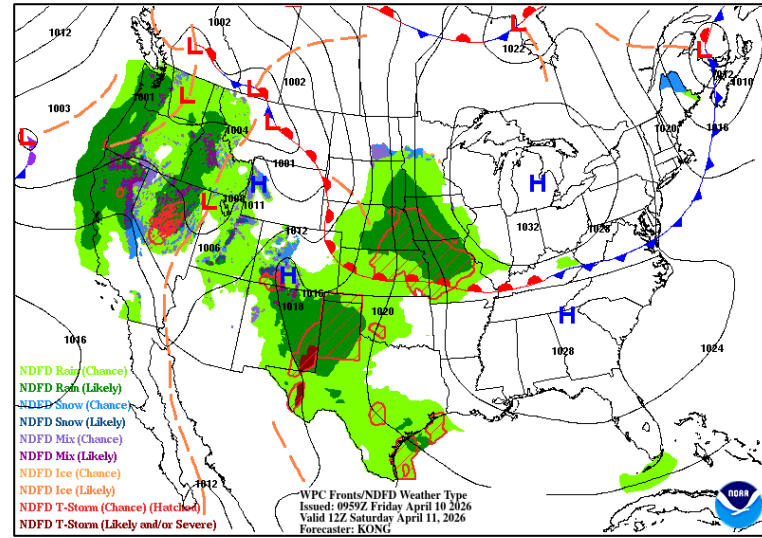 1012
1002
L
L
1022
L
1012
1010
1002
L
1003
1001
L
L
L
1004
1020
1016
L
1001
H
H
1008
1011
L
1032
1028
1012
1006
H
1016
1018
1020
H
1016
1028
1024
NDFD Rain (Chance)
NDFD Rain (Likely)
NDFD Snow (Chance)
NDFD Snow (Likely)
NDFD Mix (Chance)
NDFD Mix (Likely)
NDFD Ice (Chance)
NDFD Ice (Likely)
NDFD T-Storm (Chance) (Hatched)
NDFD T-Storm (Likely and/or Severe)
1012
WPC Fronts/NDFD Weather Type
Issued: 0959Z Friday April 10 2026
Valid 12Z Saturday April 11, 2026
Forecaster: KONG
NOAA